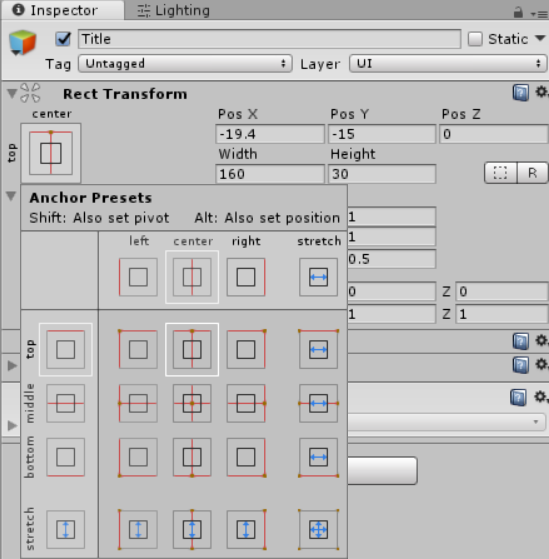 Inspector Lighting
Title Static
Tag Untagged Layer UI
Rect Transform
center Pos X Pos Y Pos Z
-19.4 -15 0
top
Width Height
160 30 R
Anchor Presets
Shift: Also set pivot Alt: Also set position 1
left center right stretch 1
0.5
0 Z 0
1 Z 1
top
middle
bottom
stretch